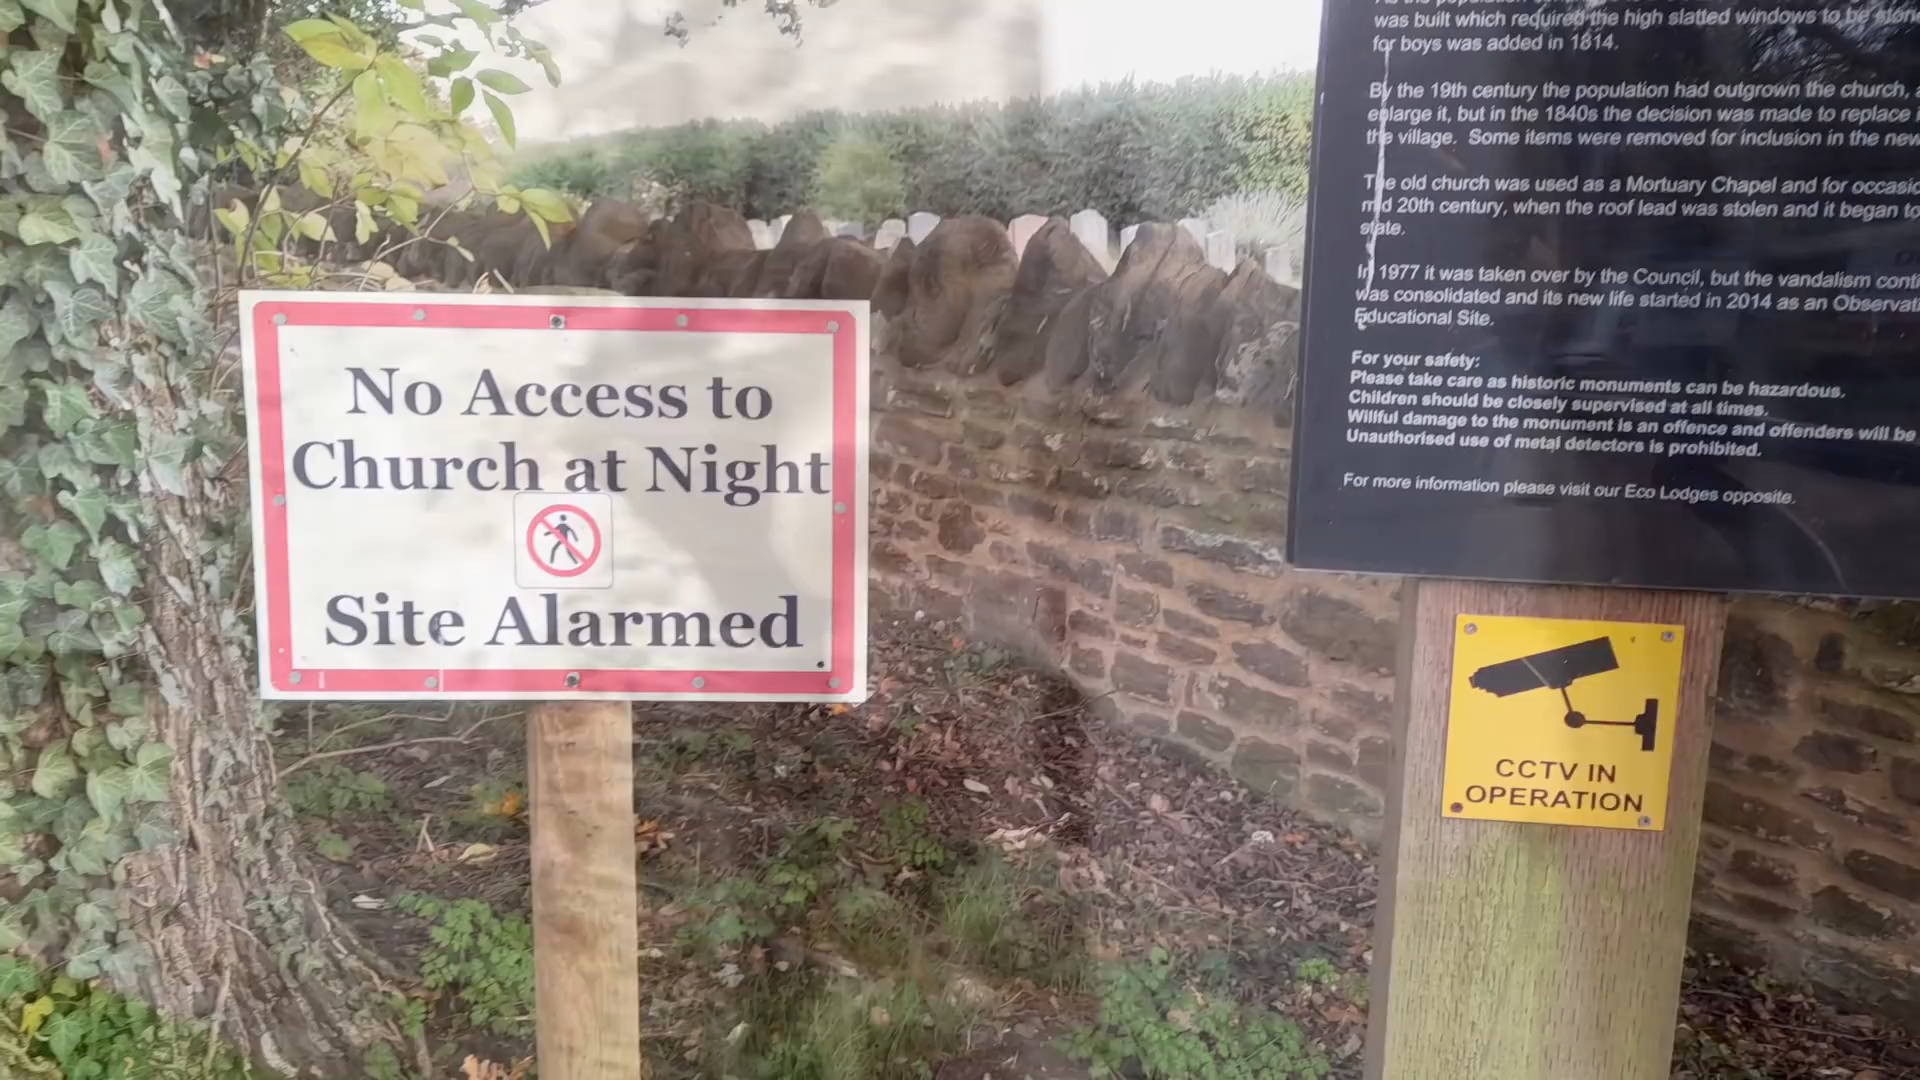 No Access to
Church at Night
Site Alarmed
was built which required the high slatted windows to be
for boys was added in 1814.
By the 19th century the population had outgrown the church,
enlarge it, but in the 1840s the decision was made to replace
the village. Some items were removed for inclusion in the new
The old church was used as a Mortuary Chapel and for
mid 20th century, when the roof lead was stolen and it began to
state.
In 1977 it was taken over by the Council, but the vandalism
was consolidated and its new life started in 2014 as an
Educational Site.
For your safety:
Please take care as historic monuments can be hazardous.
Children should be closely supervised at all times.
Willful damage to the monument is an offence and offenders will be
Unauthorised use of metal detectors is prohibited.
For more information please visit our Eco Lodges opposite.
CCTV IN
OPERATION